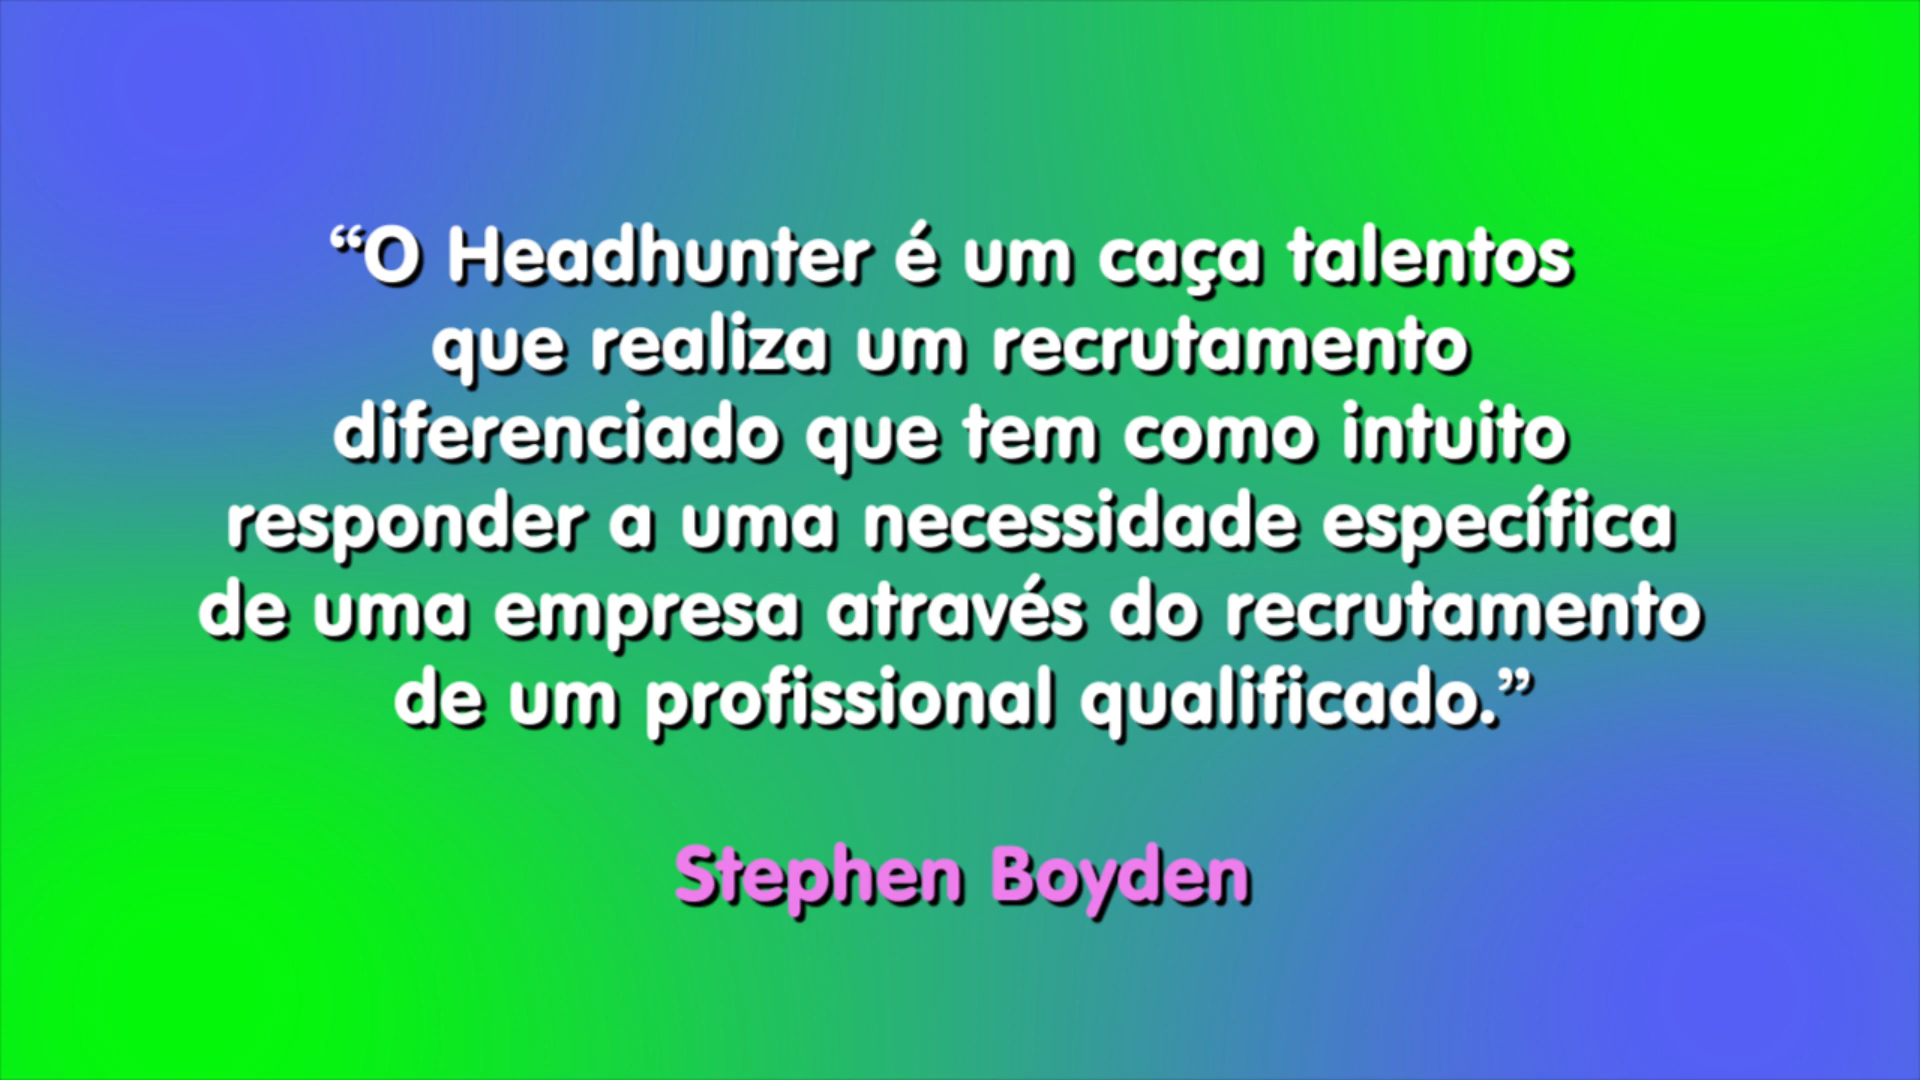 “O Headhunter é um caça talentos
que realiza um recrutamento
diferenciado que tem como intuito
responder a uma necessidade específica
de uma empresa através do recrutamento
de um profissional qualificado.”
Stephen Boyden